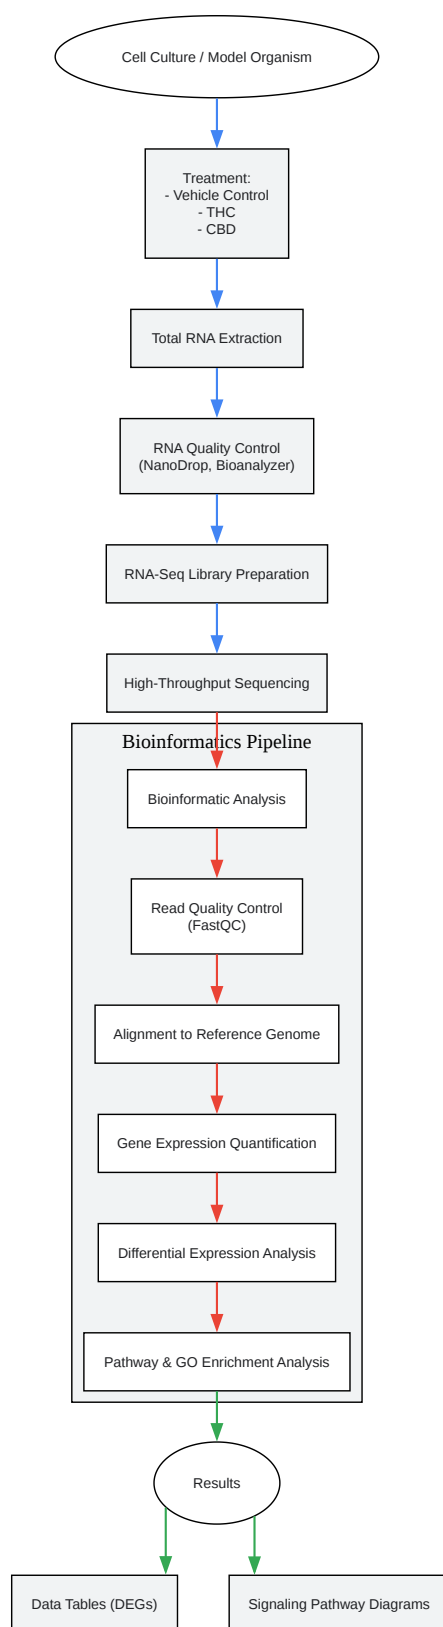 Cell Culture / Model Organism
Treatment:
- Vehicle Control
- THC
- CBD
Total RNA Extraction
RNA Quality Control
(NanoDrop, Bioanalyzer)
RNA-Seq Library Preparation
High-Throughput Sequencing
Bioinformatics Pipeline
Bioinformatic Analysis
Read Quality Control
(FastQC)
Alignment to Reference Genome
Gene Expression Quantification
Differential Expression Analysis
Pathway & GO Enrichment Analysis
Results
Data Tables (DEGs)
Signaling Pathway Diagrams